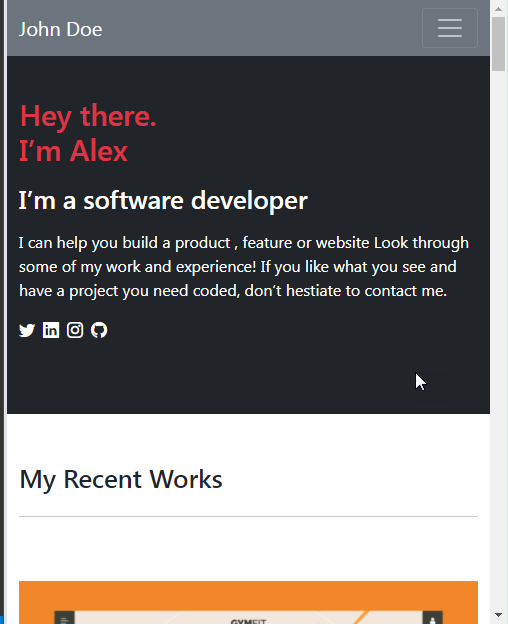 John Doe
Hey there.
I’m Alex
I’m a software developer
I can help you build a product , feature or website Look through
some of my work and experience! If you like what you see and
have a project you need coded, don’t hestiate to contact me.
My Recent Works
GYMFIT